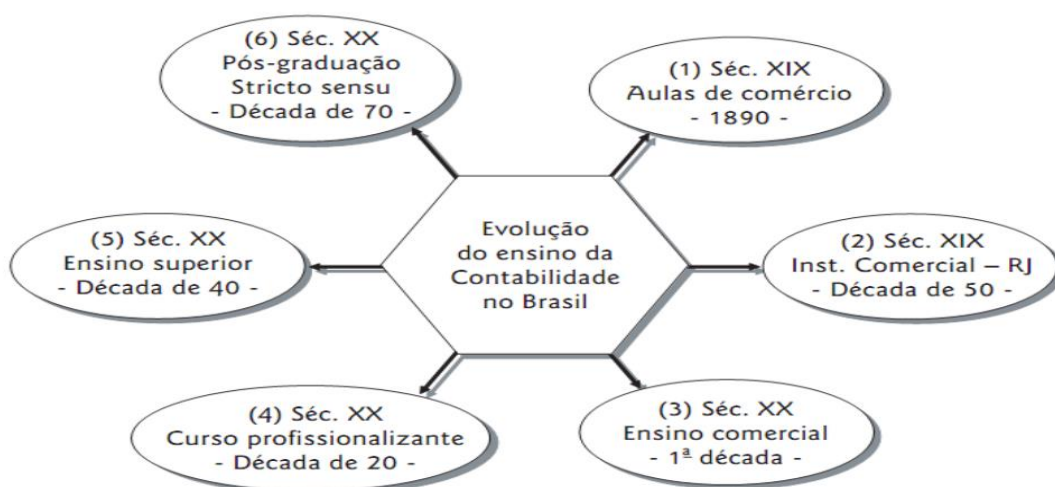 (6) Séc. XX
Pós-graduação
Stricto sensu
- Década de 70 -
(1) Séc. XIX
Aulas de comércio
- 1890 -
(5) Séc. XX
Ensino superior
- Década de 40 -
Evolução
do ensino da
Contabilidade
no Brasil
(2) Séc. XIX
Inst. Comercial – RJ
- Década de 50 -
(4) Séc. XX
Curso profissionalizante
- Década de 20 -
(3) Séc. XX
Ensino comercial
- 1ª década -